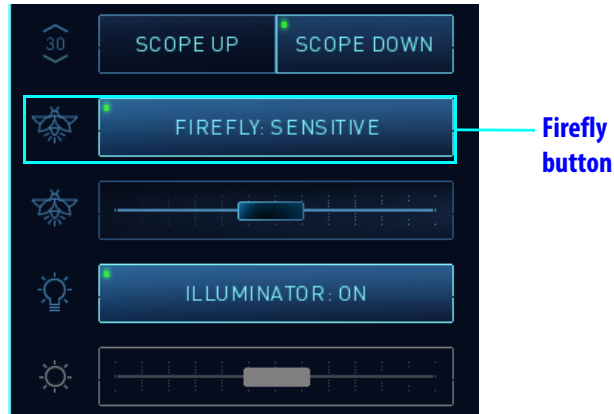 30
SCOPE UP
SCOPE DOWN
FIREFLY: SENSITIVE
Firefly
button
ILLUMINATOR: ON